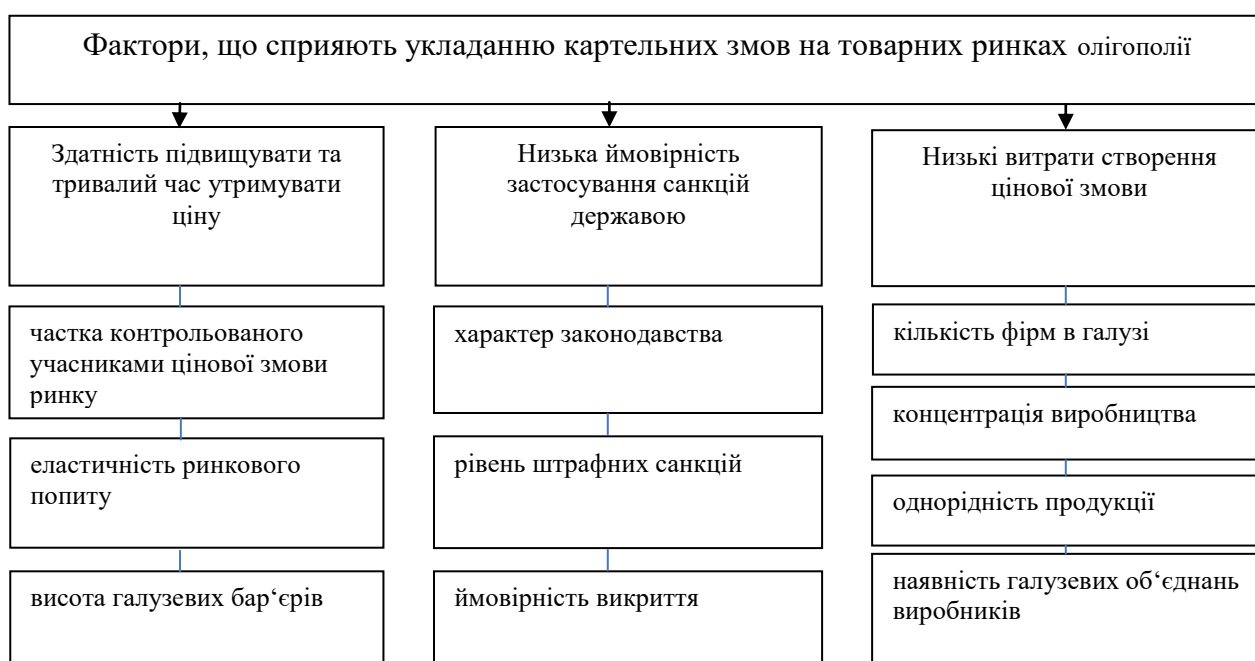 Фактори, що сприяють укладанню картельних змов на товарних ринках олігополії
Здатність підвищувати та
тривалий час утримувати
ціну
частка контрольованого
учасниками цінової змови
ринку
еластичність ринкового
попиту
висота галузевих бар‘єрів
Низька ймовірність
застосування санкцій
державою
характер законодавства
рівень штрафних санкцій
ймовірність викриття
Низькі витрати створення
цінової змови
кількість фірм в галузі
концентрація виробництва
однорідність продукції
наявність галузевих об‘єднань
виробників